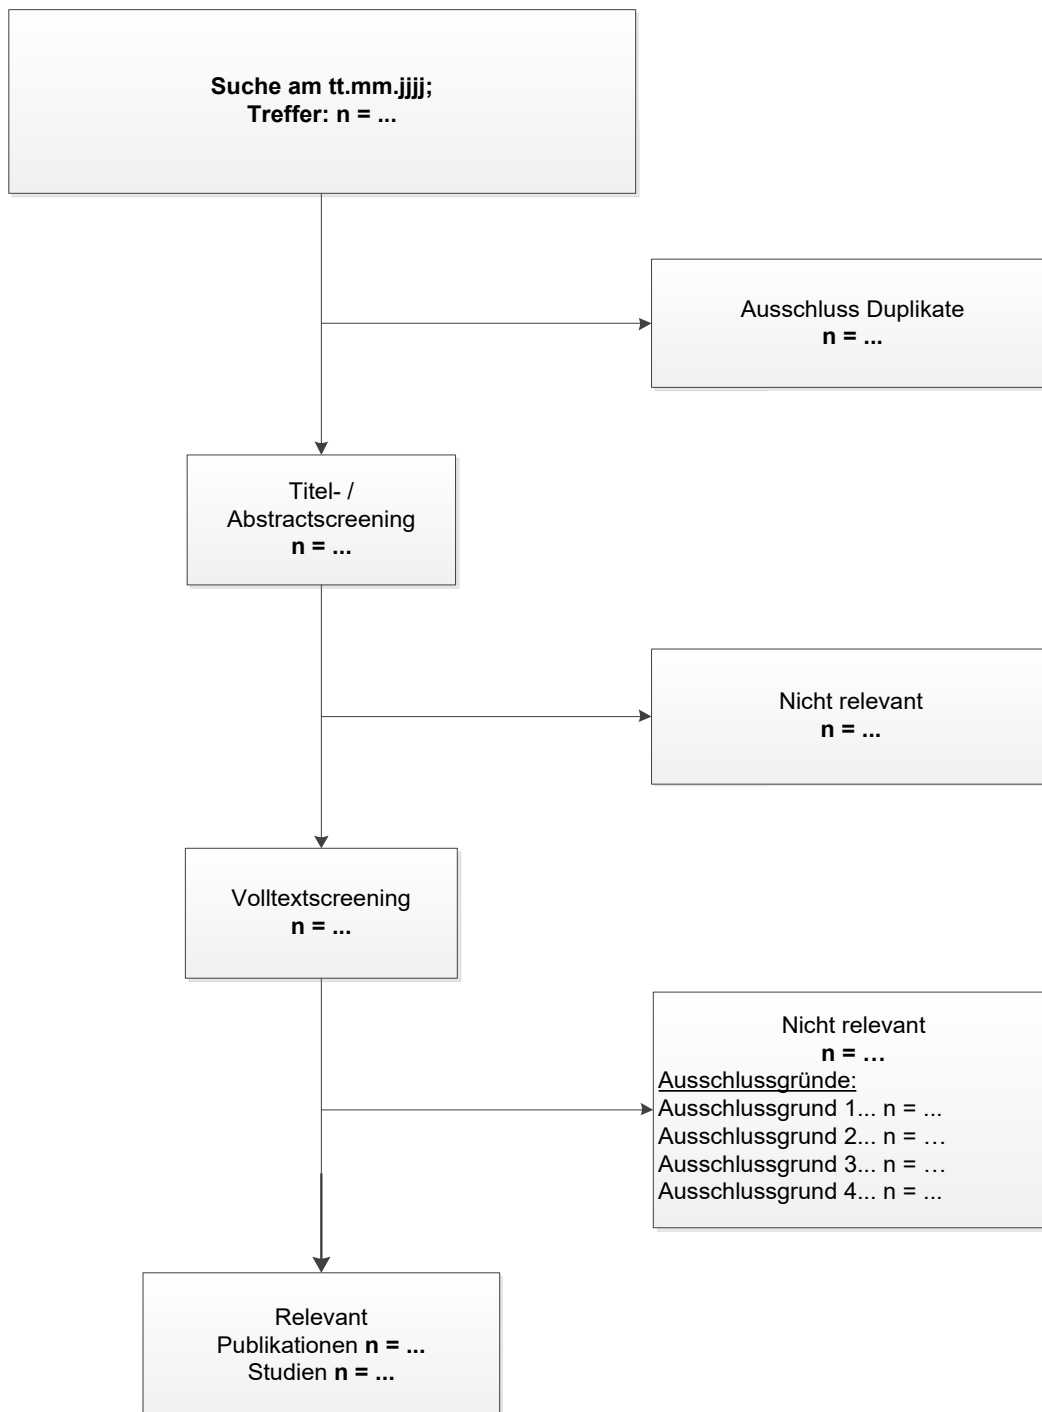 Suche am tt.mm.jjjj;
Treffer: n = ...
Ausschluss Duplikate
n = ...
Titel- /
Abstractscreening
n = ...
Nicht relevant
n = ...
Volltextscreening
n = ...
Nicht relevant
n = …
Ausschlussgründe:
Ausschlussgrund 1... n = ...
Ausschlussgrund 2... n = …
Ausschlussgrund 3... n = …
Ausschlussgrund 4... n = ...
Relevant
Publikationen n = ...
Studien n = ...